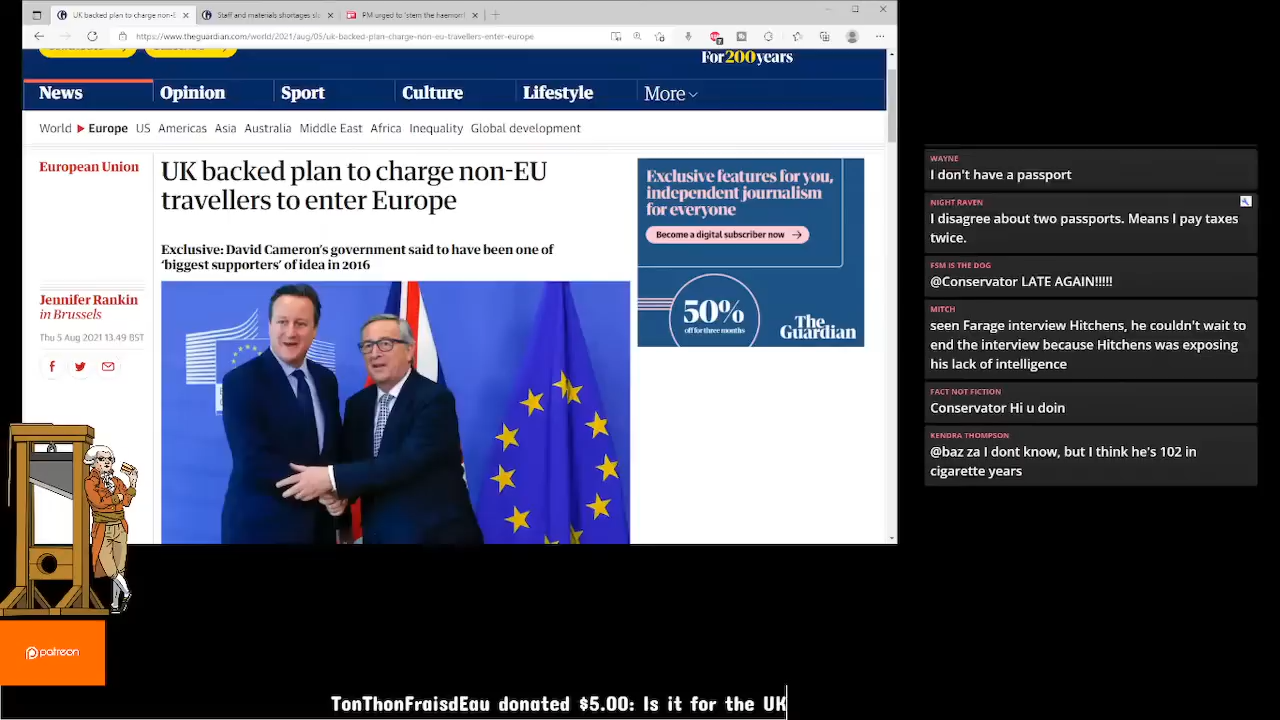 UK backed plan to charge non-E
Staff and materials shortages sl
PM urged to 'stem the haemorr
https://www.theguardian.com/world/2021/aug/05/uk-backed-plan-charge-non-eu-travellers-enter-europe
For200years
News Opinion Sport Culture Lifestyle More
World Europe US Americas Asia Australia Middle East Africa Inequality Global development
European Union
UK backed plan to charge non-EU
travellers to enter Europe
Exclusive: David Cameron's government said to have been one of
'biggest supporters' of idea in 2016
Jennifer Rankin
in Brussels
Thu 5 Aug 2021 13.49 BST
Exclusive features for you,
independent journalism
for everyone
Become a digital subscriber now
50%
off for three months
The
Guardian
WAYNE
I don't have a passport
NIGHT RAVEN
I disagree about two passports. Means I pay taxes
twice.
FSM IS THE DOG
@Conservator LATE AGAIN!!!!!
MITCH
seen Farage interview Hitchens, he couldn't wait to
end the interview because Hitchens was exposing
his lack of intelligence
FACT NOT FICTION
Conservator Hi u doin
KENDRA THOMPSON
@baz za I dont know, but I think he's 102 in
cigarette years
patreon
TonThonFraisdEau donated $5.00: Is it for the UK